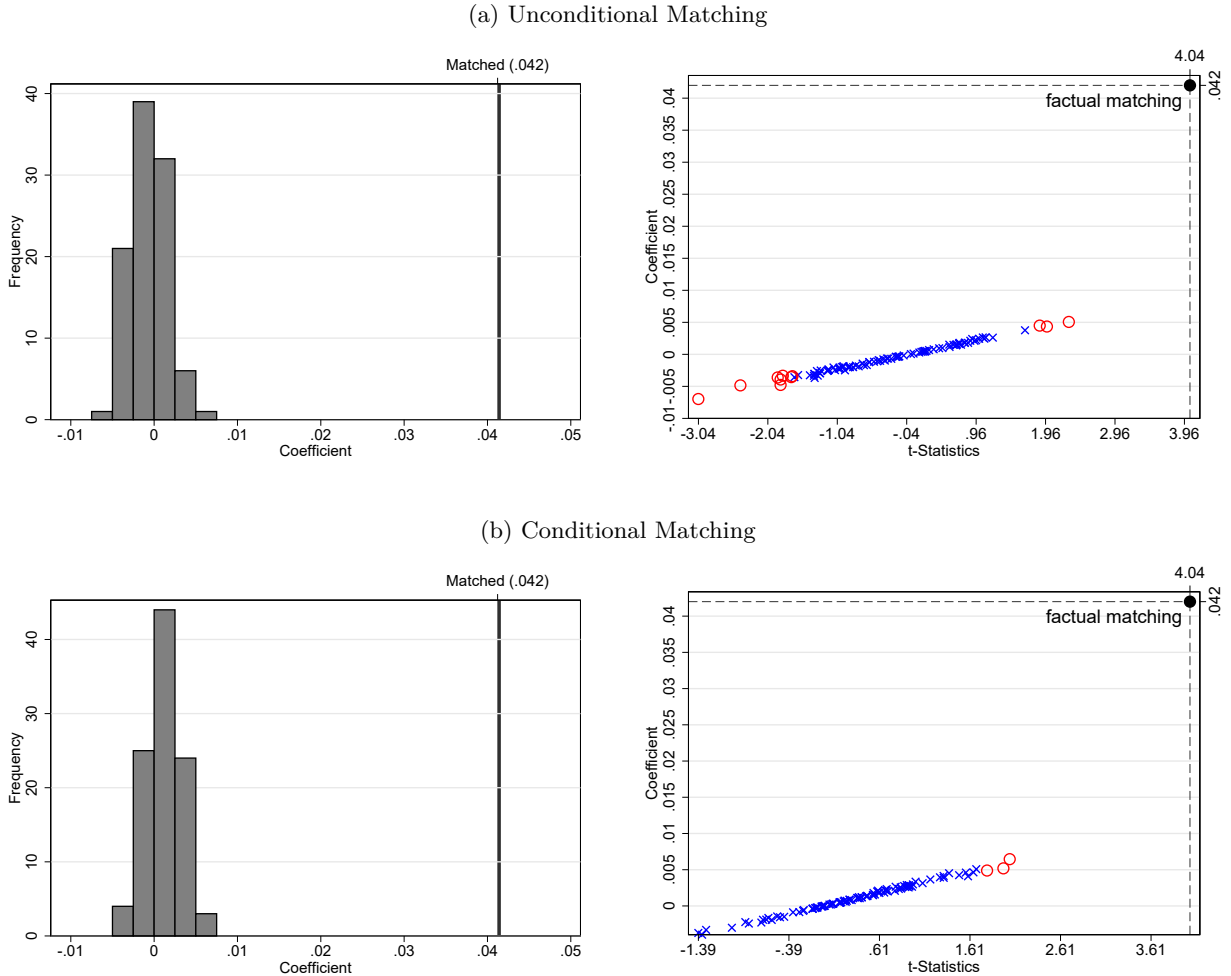 (a) Unconditional Matching
Matched (.042)
Frequency
40
30
20
10
0
-.01 0 .01 .02 .03 .04 .05
Coefficient
4.04
.042
factual matching
Coefficient
.04
.035
.03
.025
.02
.015
.01
.005
0
-.005
-.01
-3.04 -2.04 -1.04 -.04 .96 1.96 2.96 3.96
t-Statistics
(b) Conditional Matching
Matched (.042)
Frequency
40
30
20
10
0
-.01 0 .01 .02 .03 .04 .05
Coefficient
4.04
.042
factual matching
Coefficient
.04
.035
.03
.025
.02
.015
.01
.005
0
-1.39 -.39 .61 1.61 2.61 3.61
t-Statistics